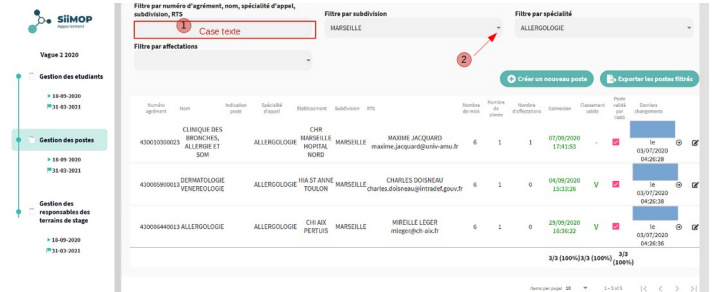 SiiMOP
Appariement
Vague 2 2020
Gestion des etudiants
18-09-2020
31-03-2021
Gestion des postes
18-09-2020
31-03-2021
Gestion des
responsables des
terrains de stage
18-09-2020
31-03-2021
Filtre par numéro d'agrément, nom, spécialité d'appel,
subdivision, RTS
1 Case texte
Filtre par subdivision
MARSEILLE
2
Filtre par spécialité
ALLERGOLOGIE
Filtre par affectations
Créer un nouveau poste
Exporter les postes filtrés
Numéro agrément Nom Indication poste Spécialité d'appel Etablissement Subdivision RTS Nombre de mois Nombre de places Nombre d'affectations Connexion Classement valide Poste validé par Derniers changements
430010300023 CLINIQUE DES BRONCHES, ALLERGIE ET SOM ALLERGOLOGIE CHR MARSEILLE HOPITAL NORD MARSEILLE MAXIME JACQUARD maxime.jacquard@univ-amu.fr 6 1 1 07/09/2020 17:41:53 - le 03/07/2020 04:26:28
430005900013 DERMATOLOGIE VENEREOLOGIE ALLERGOLOGIE HIA ST ANNE TOULON MARSEILLE CHARLES DOISNEAU charles.doisneau@intradef.gouv.fr 6 1 0 04/09/2020 15:33:26 V le 03/07/2020 04:26:38
430086440013 ALLERGOLOGIE ALLERGOLOGIE CHI AIX PERTUIS MARSEILLE MIREILLE LEGER mleger@ch-aix.fr 6 1 0 29/09/2020 16:36:22 V le 03/07/2020 04:26:36
3/3 (100%) 3/3 (100%) 3/3 (100%)
Items per page 10 1 – 3 of 3